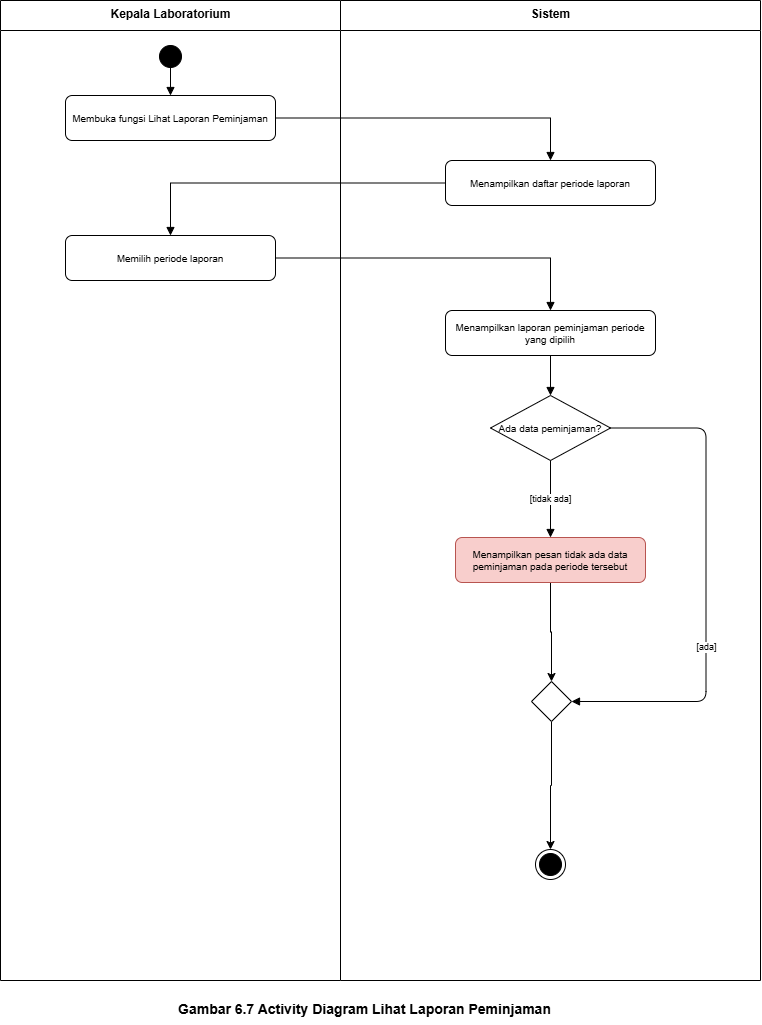 Kepala Laboratorium
Sistem
Membuka fungsi Lihat Laporan Peminjaman
Menampilkan daftar periode laporan
Memilih periode laporan
Menampilkan laporan peminjaman periode
yang dipilih
Ada data peminjaman?
[tidak ada]
Menampilkan pesan tidak ada data
peminjaman pada periode tersebut
[ada]
Gambar 6.7 Activity Diagram Lihat Laporan Peminjaman